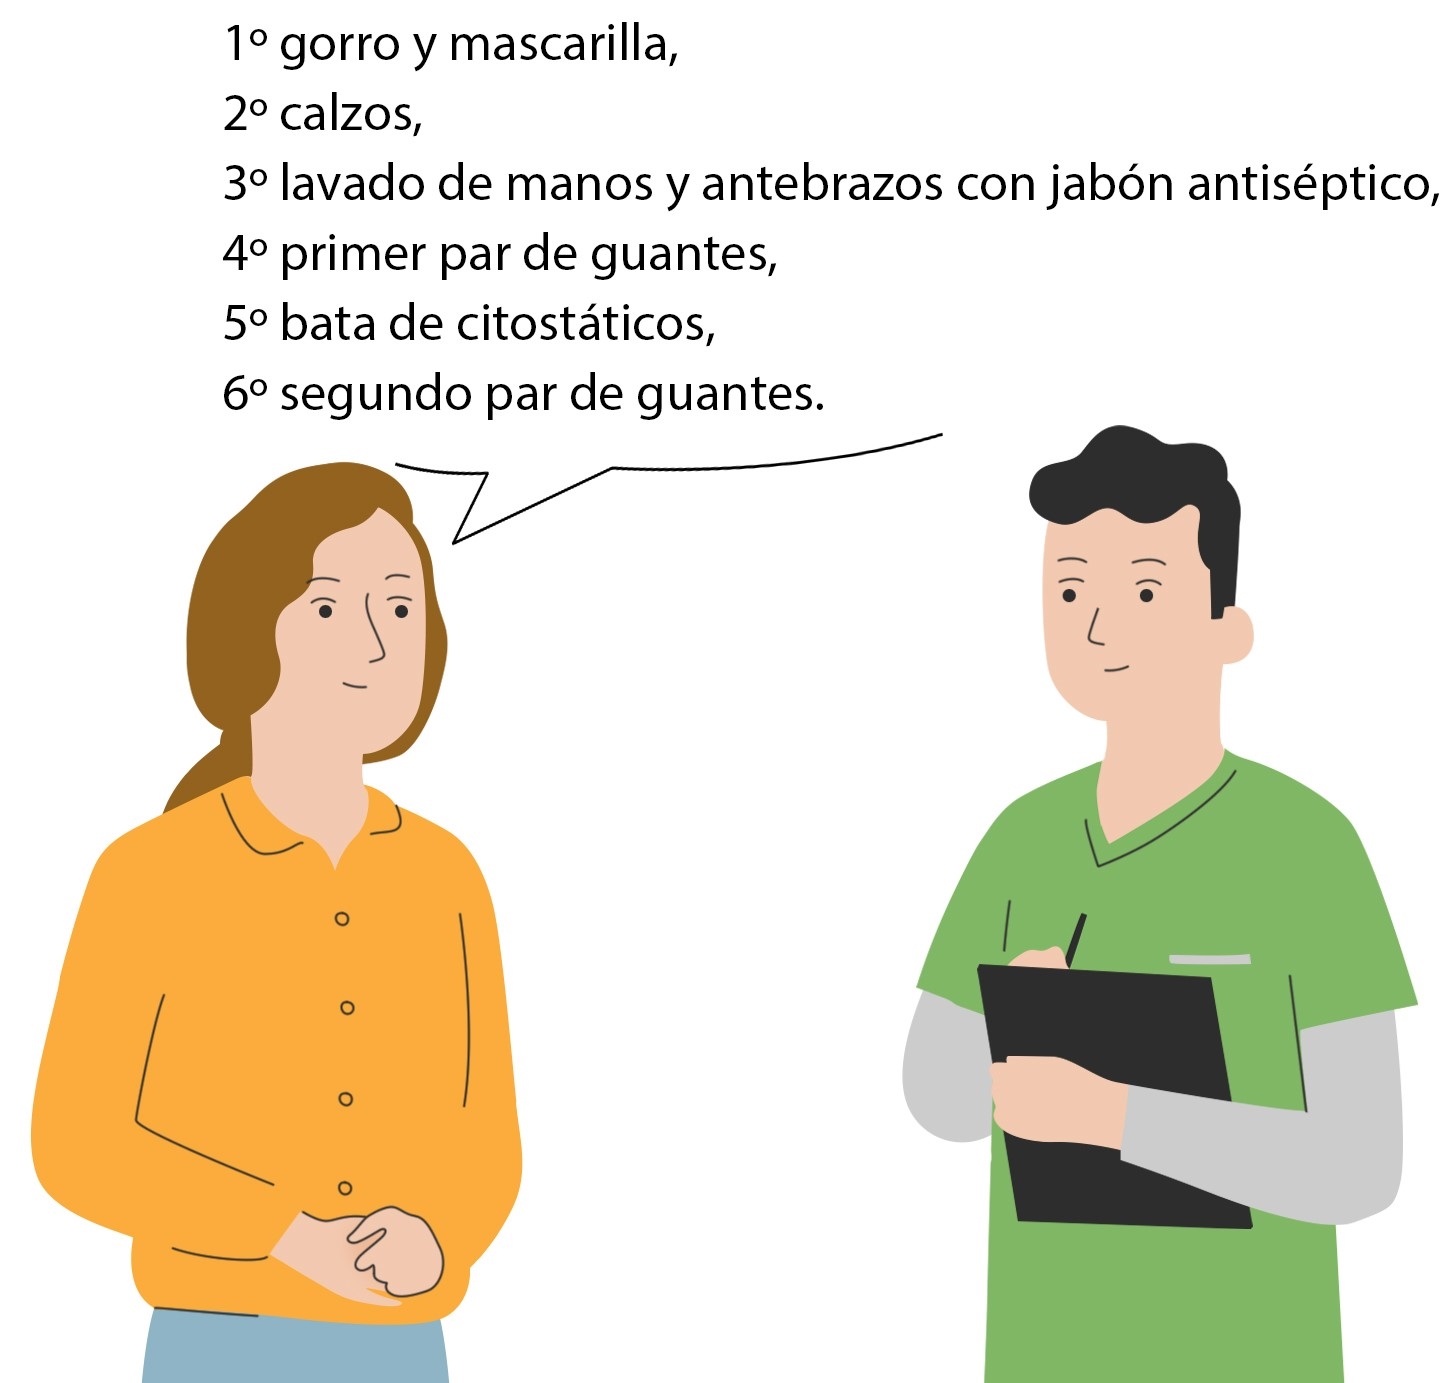 1º gorro y mascarilla,
2º calzos,
3º lavado de manos y antebrazos con jabón antiséptico,
4º primer par de guantes,
5º bata de citostáticos,
6º segundo par de guantes.